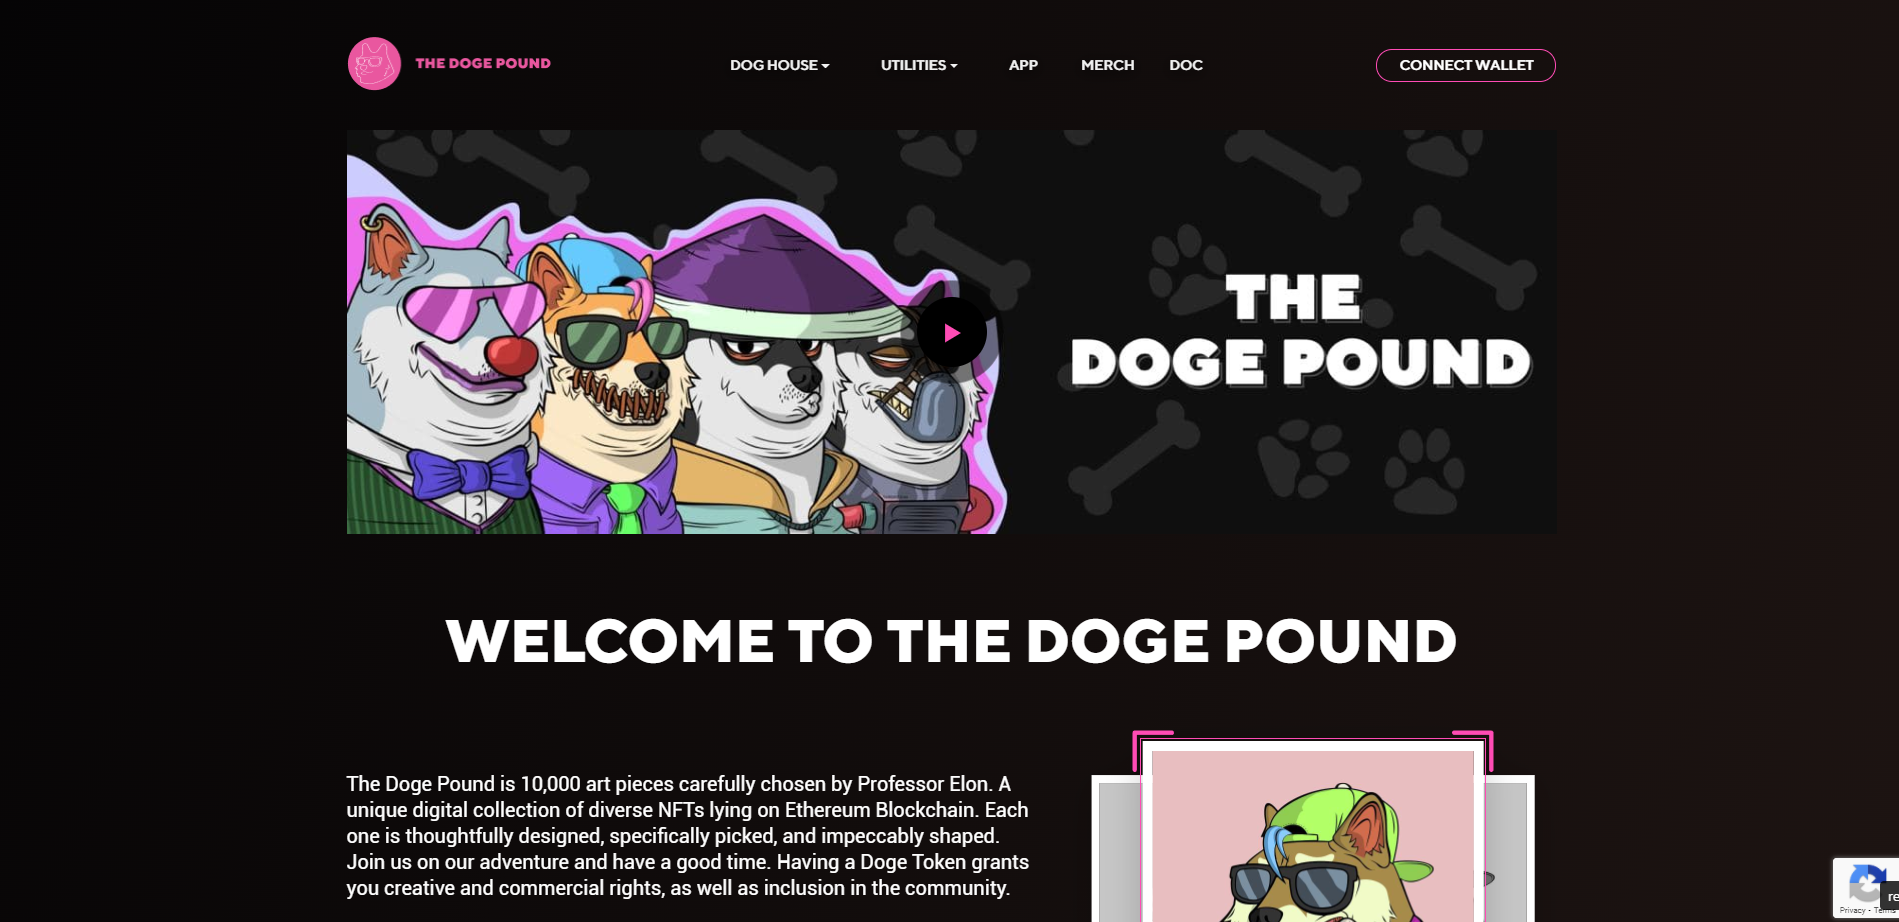 THE DOGE POUND
DOG HOUSE
UTILITIES
APP
MERCH
DOC
CONNECT WALLET
THE
DOGE POUND
WELCOME TO THE DOGE POUND
The Doge Pound is 10,000 art pieces carefully chosen by Professor Elon. A
unique digital collection of diverse NFTs lying on Ethereum Blockchain. Each
one is thoughtfully designed, specifically picked, and impeccably shaped.
Join us on our adventure and have a good time. Having a Doge Token grants
you creative and commercial rights, as well as inclusion in the community.
Privacy - Terms